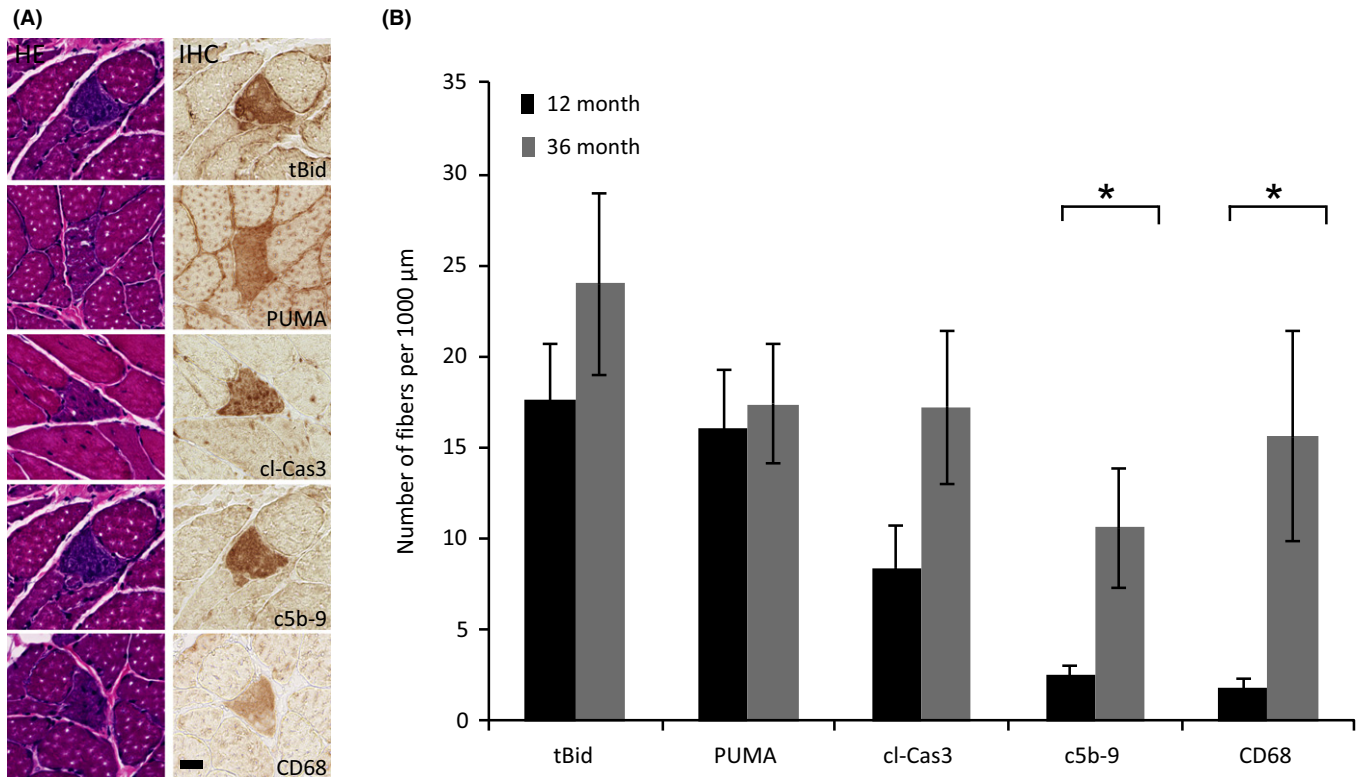 (A)
HE
IHC
tBid
PUMA
cl-Cas3
c5b-9
CD68
(B)
Number of fibers per 1000 µm
35
30
25
20
15
10
5
0
12 month
36 month
*
*
tBid
PUMA
cl-Cas3
c5b-9
CD68